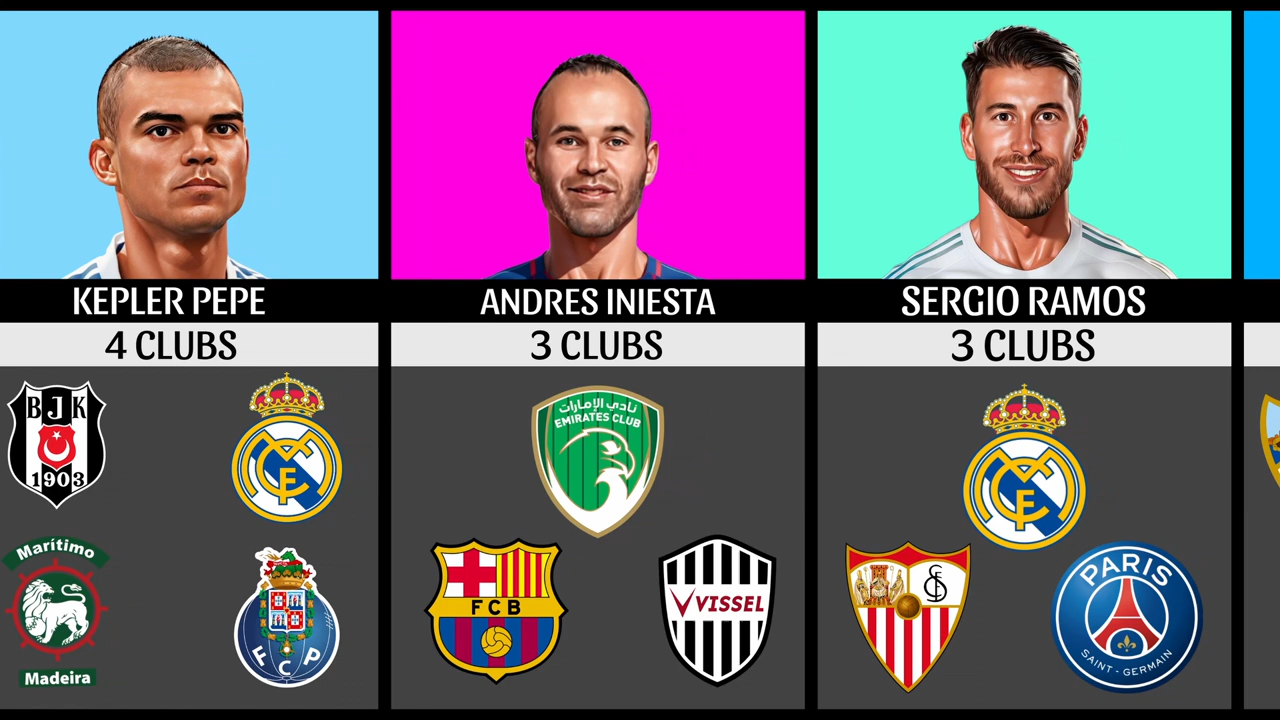 KEPLER PEPE
4 CLUBS
BJK
1903
Marítimo
Madeira
FCP
ANDRES INIESTA
3 CLUBS
نادي الإمارات
EMIRATES CLUB
FCB
VISSEL
SERGIO RAMOS
3 CLUBS
PARIS
SAINT-GERMAIN